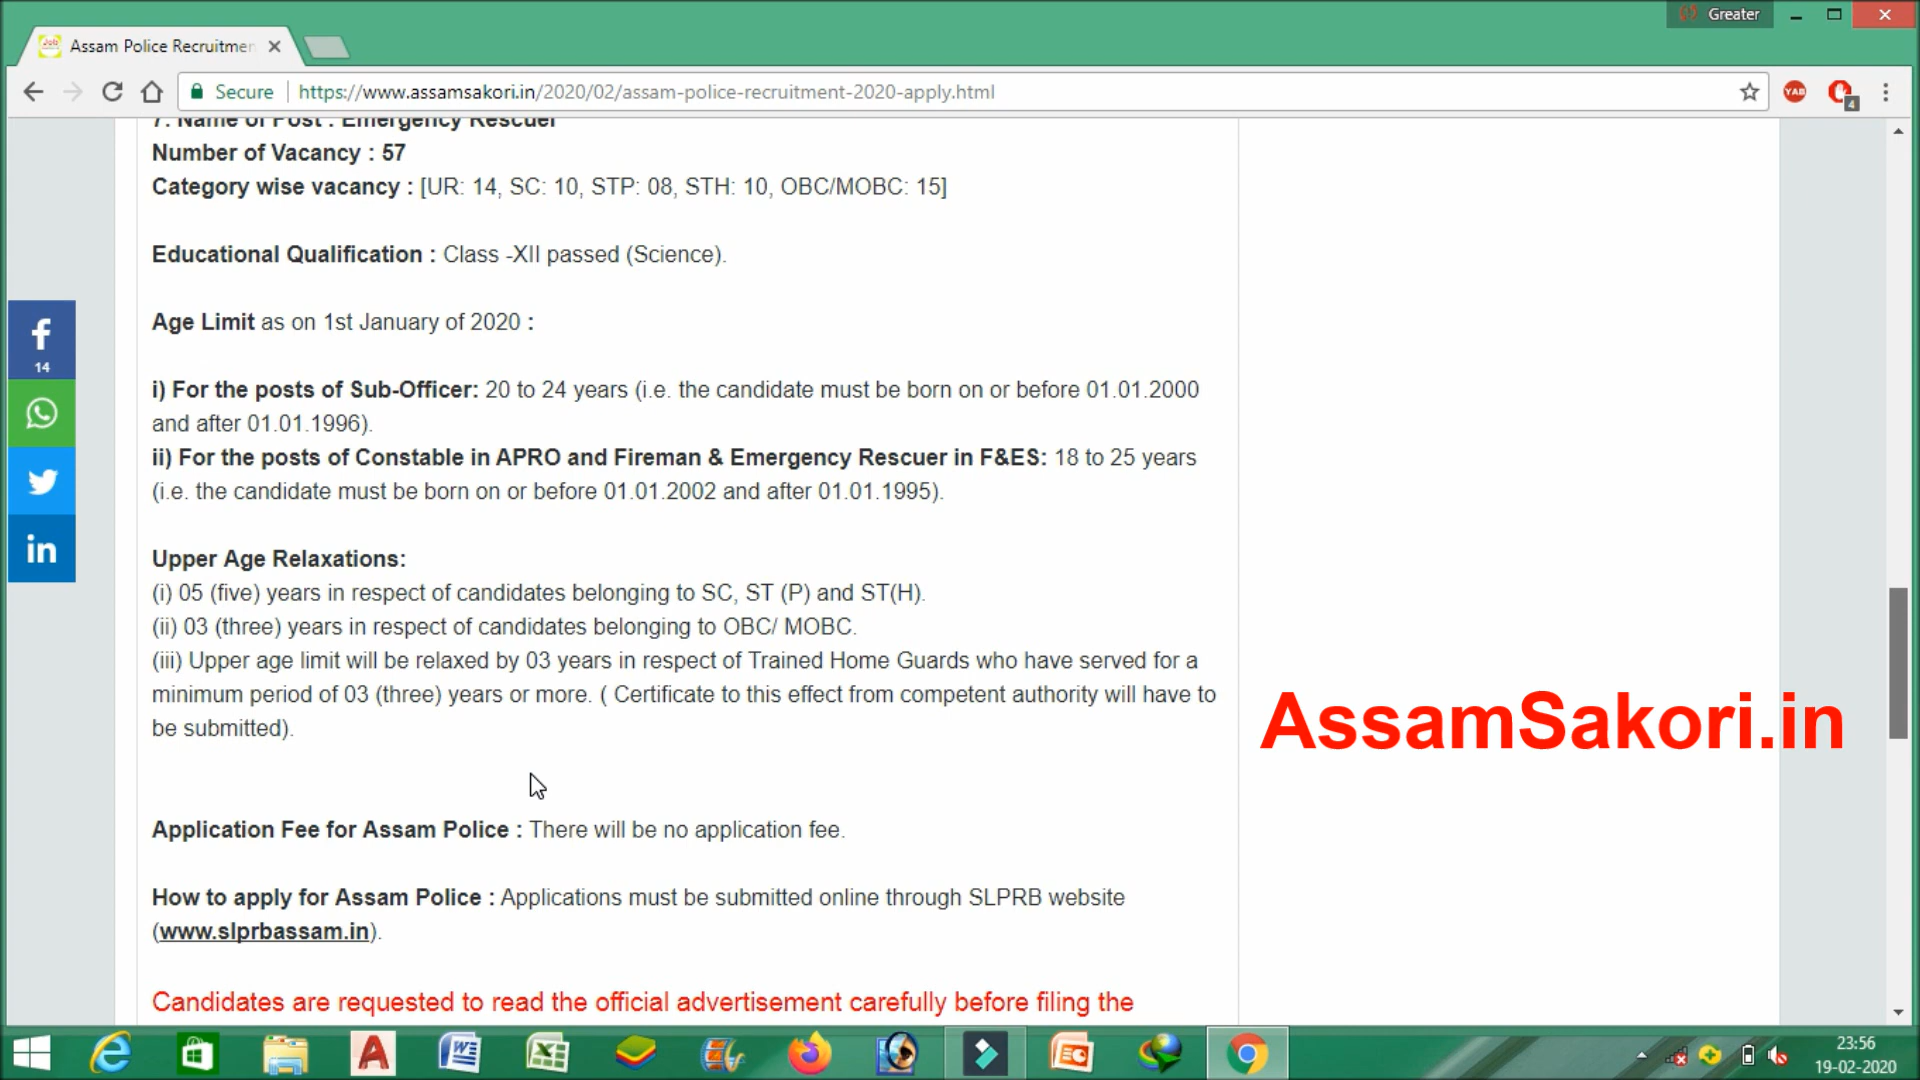 Greater
Assam Police Recruitmen
Secure https://www.assamsakori.in/2020/02/assam-police-recruitment-2020-apply.html
YAB
4
7. Name of Post : Emergency Rescuer
Number of Vacancy : 57
Category wise vacancy : [UR: 14, SC: 10, STP: 08, STH: 10, OBC/MOBC: 15]
Educational Qualification : Class -XII passed (Science).
Age Limit as on 1st January of 2020 :
14
i) For the posts of Sub-Officer: 20 to 24 years (i.e. the candidate must be born on or before 01.01.2000
and after 01.01.1996).
ii) For the posts of Constable in APRO and Fireman & Emergency Rescuer in F&ES: 18 to 25 years
(i.e. the candidate must be born on or before 01.01.2002 and after 01.01.1995).
in
Upper Age Relaxations:
(i) 05 (five) years in respect of candidates belonging to SC, ST (P) and ST(H).
(ii) 03 (three) years in respect of candidates belonging to OBC/ MOBC.
(iii) Upper age limit will be relaxed by 03 years in respect of Trained Home Guards who have served for a
minimum period of 03 (three) years or more. ( Certificate to this effect from competent authority will have to
be submitted).
AssamSakori.in
Application Fee for Assam Police : There will be no application fee.
How to apply for Assam Police : Applications must be submitted online through SLPRB website
(www.slprbassam.in).
Candidates are requested to read the official advertisement carefully before filing the
23:56
19-02-2020